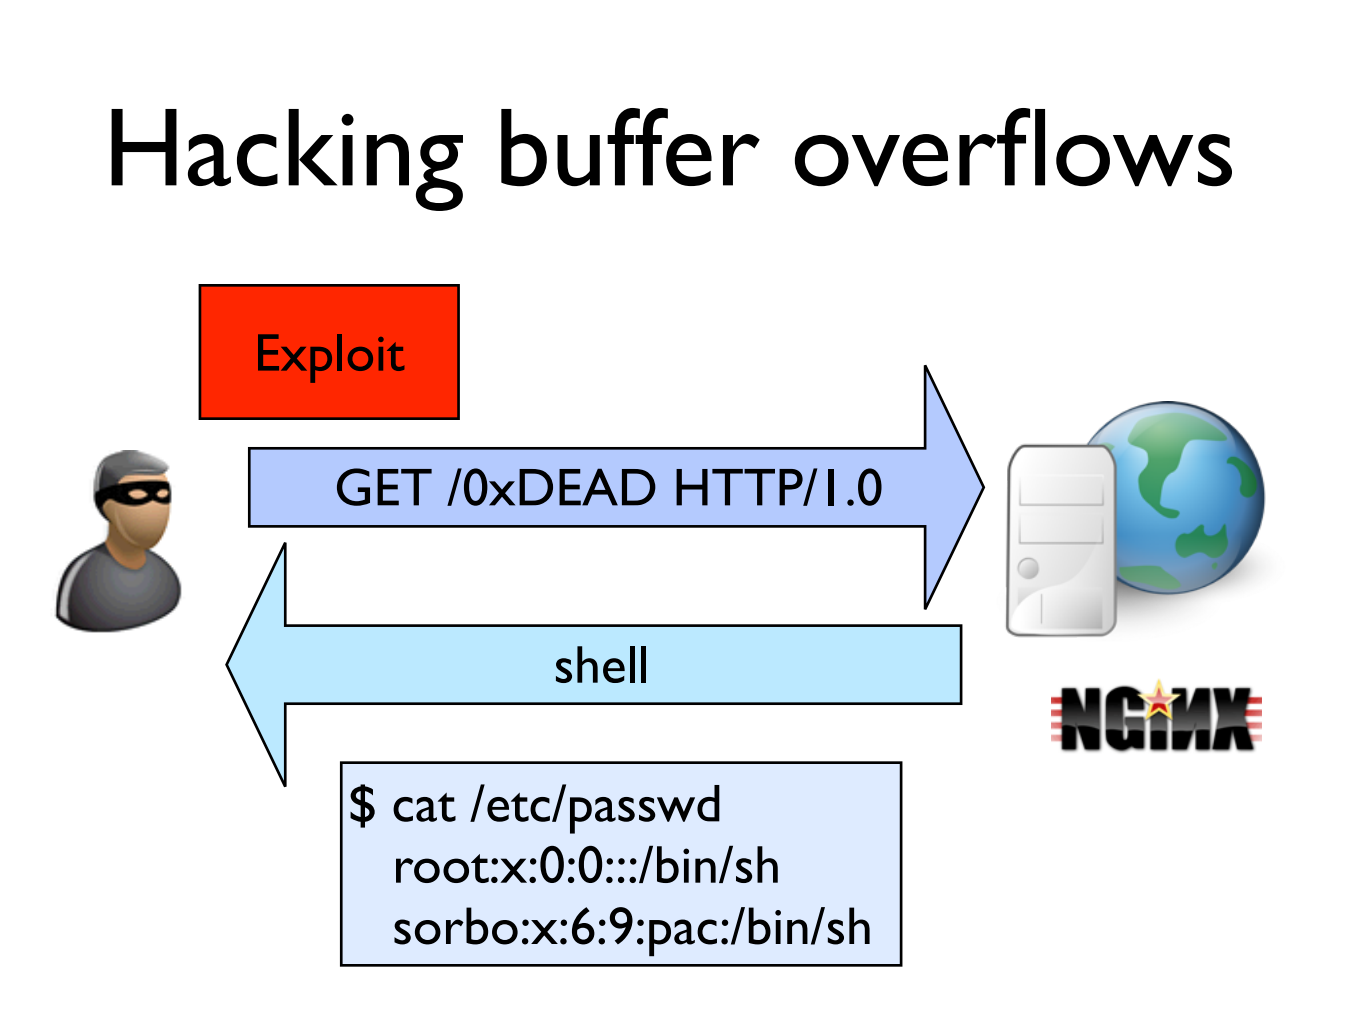 Hacking buffer overflows
Exploit
GET /0xDEAD HTTP/1.0
shell
NGiИX
$ cat /etc/passwd
root:x:0:0:::/bin/sh
sorbo:x:6:9:pac:/bin/sh